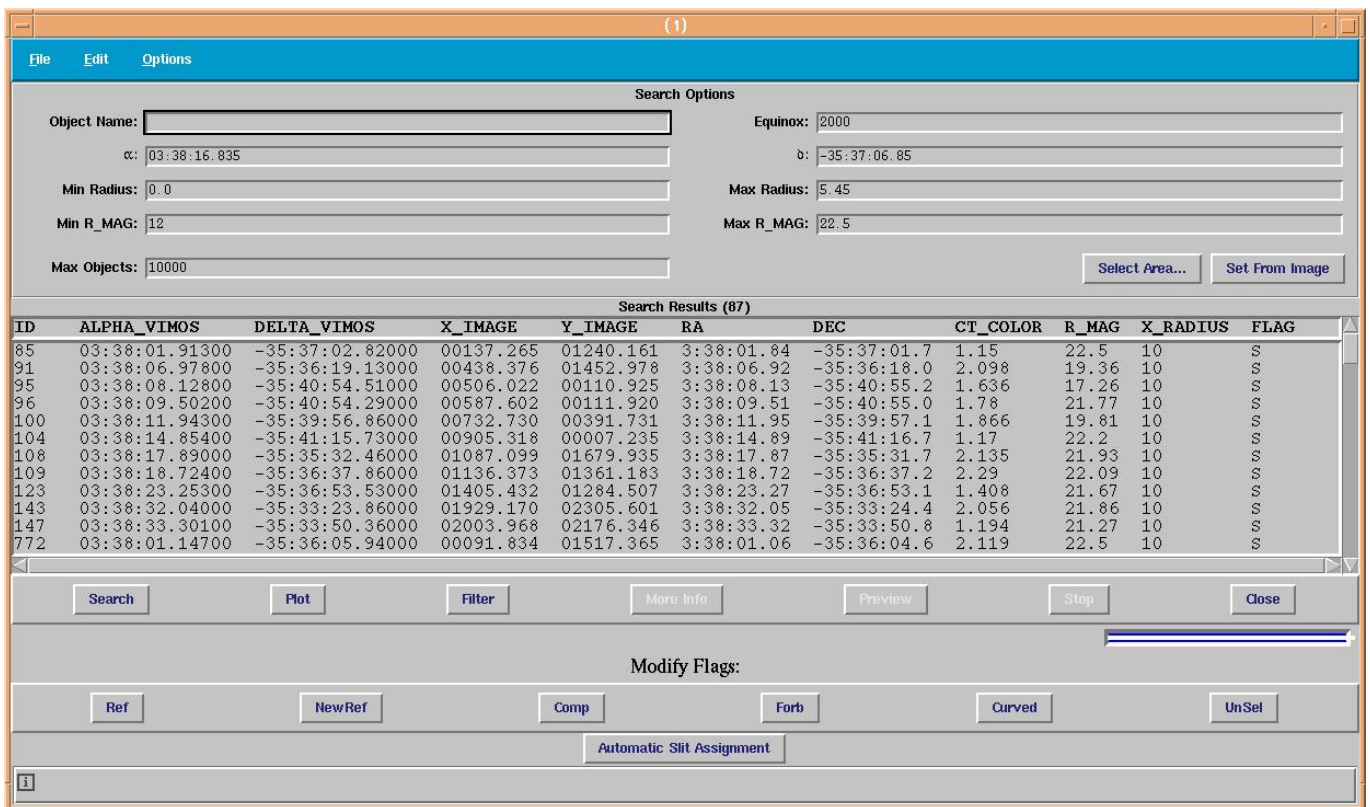 (1)
File Edit Options
Search Options
Object Name: Equinox: 2000
α: 03:38:16.835 δ: -35:37:06.85
Min Radius: 0.0 Max Radius: 5.45
Min R_MAG: 12 Max R_MAG: 22.5
Max Objects: 10000 Select Area... Set From Image
Search Results (87)
ID ALPHA_VIMOS DELTA_VIMOS X_IMAGE Y_IMAGE RA DEC CT_COLOR R_MAG X_RADIUS FLAG
85 03:38:01.91300 -35:37:02.82000 00137.265 01240.161 3:38:01.84 -35:37:01.7 1.15 22.5 10 S
91 03:38:06.97800 -35:36:19.13000 00438.376 01452.978 3:38:06.92 -35:36:18.0 2.098 19.36 10 S
95 03:38:08.12800 -35:40:54.51000 00506.022 00110.925 3:38:08.13 -35:40:55.2 1.636 17.26 10 S
96 03:38:09.50200 -35:40:54.29000 00587.602 00111.920 3:38:09.51 -35:40:55.0 1.78 21.77 10 S
100 03:38:11.94300 -35:39:56.86000 00732.730 00391.731 3:38:11.95 -35:39:57.1 1.866 19.81 10 S
104 03:38:14.85400 -35:41:15.73000 00905.318 00007.235 3:38:14.89 -35:41:16.7 1.17 22.2 10 S
108 03:38:17.89000 -35:35:32.46000 01087.099 01679.935 3:38:17.87 -35:35:31.7 2.135 21.93 10 S
109 03:38:18.72400 -35:36:37.86000 01136.373 01361.183 3:38:18.72 -35:36:37.2 2.29 22.09 10 S
123 03:38:23.25300 -35:36:53.53000 01405.432 01284.507 3:38:23.27 -35:36:53.1 1.408 21.67 10 S
143 03:38:32.04000 -35:33:23.86000 01929.170 02305.601 3:38:32.05 -35:33:24.4 2.056 21.86 10 S
147 03:38:33.30100 -35:33:50.36000 02003.968 02176.346 3:38:33.32 -35:33:50.8 1.194 21.27 10 S
772 03:38:01.14700 -35:36:05.94000 00091.834 01517.365 3:38:01.06 -35:36:04.6 2.119 22.5 10 S
Search Plot Filter More Info Preview Stop Close
Modify Flags:
Ref NewRef Comp Forb Curved UnSel
Automatic Slit Assignment
i